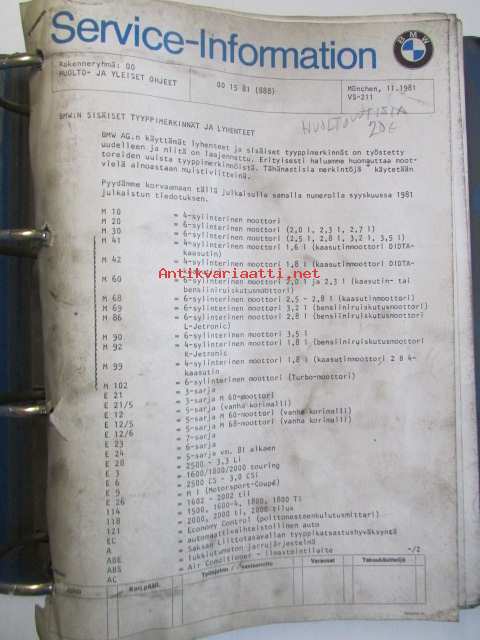 Service-Information
BMW
Rakenneryhmä: 00
HUOLTO- JA YLEISET OHJEET
00 15 81 (888)
München, 11.1981
VS-211
BMW:N SISÄISET TYYPPIMERKINNÄT JA LYHENTEET
HUOLTOVIHKA
BMW AG.n käyttämät lyhenteet ja sisäiset tyyppimerkinnät on työstetty
uudelleen ja niitä on laajennettu. Erityisesti haluamme huomauttaa moot-
toreiden uusista tyyppimerkinnöistä. Tähänastisia merkintöjä käytetään
vielä ainoastaan muistivälitteinä.
Pyydämme korvaamaan tällä julkaisulla samalla numerolla syyskuussa 1981
julkaistun tiedotuksen.
M 10 = 4-sylinterinen moottori
M 20 = 6-sylinterinen moottori (2,0 l, 2,3 l, 2,7 l)
M 30 = 6-sylinterinen moottori (2,5 l, 2,8 l, 3,2 l, 3,5 l)
M 41 = 4-sylinterinen moottori 1,6 l (kaasutinmoottori DIDTA-
kaasutin)
M 42 = 4-sylinterinen moottori 1,8 l (kaasutinmoottori DIDTA-
Antikvariaatti.net
M 60 = 6-sylinterinen moottori 2,0 l ja 2,3 l (kaasutin- tai
bensiiniruiskutusmoottori)
M 68 = 6-sylinterinen moottori 2,5 - 2,8 l (kaasutinmoottori)
M 69 = 6-sylinterinen moottori 3,2 l (bensiiniruiskutusmoottori)
M 86 = 6-sylinterinen moottori 2,8 l (bensiiniruiskutusmoottori
L-Jetronic)
M 90 = 6-sylinterinen moottori 3,5 l
M 92 = 4-sylinterinen moottori 1,8 l (bensiiniruiskutusmoottori
K-Jetronic
M 99 = 4-sylinterinen moottori 1,8 l (kaasutinmoottori 2 B 4-
kaasutin
M 102 = 6-sylinterinen moottori (Turbo-moottori)
E 21 = 3-sarja
E 21/5 = 3-sarja M 60-moottori
E 12 = 5-sarja (vanha korimalli)
E 12/5 = 5-sarja M 60-moottori (vanha korimalli)
E 12/6 = 5-sarja M 68-moottori (vanha korimalli)
E 23 = 7-sarja
E 24 = 6-sarja
E 28 = 5-sarja vm. 81 alkaen
E 3 = 2500 - 3,3 Li
E 6 = 1600/1800/2000 touring
E 9 = 2500 CS - 3,0 CSi
E 26 = M 1 (Motorsport-Coupé)
114 = 1602 - 2002 tii
118 = 1500, 1600-4, 1800, 1800 TI
121 = 2000, 2000 ti, 2000 tilux
EC = Economy Control (polttonesteenkulutusmittari)
A = automaattivaihteistollinen auto
ABE = Saksan Liittotasavallan tyyppikatsastushyväksyntä
ABS = lukkiutumaton jarrujärjestelmä
AC = Air Conditioner - ilmastointilaite
-/2
Korj.pääll.
Varaosat